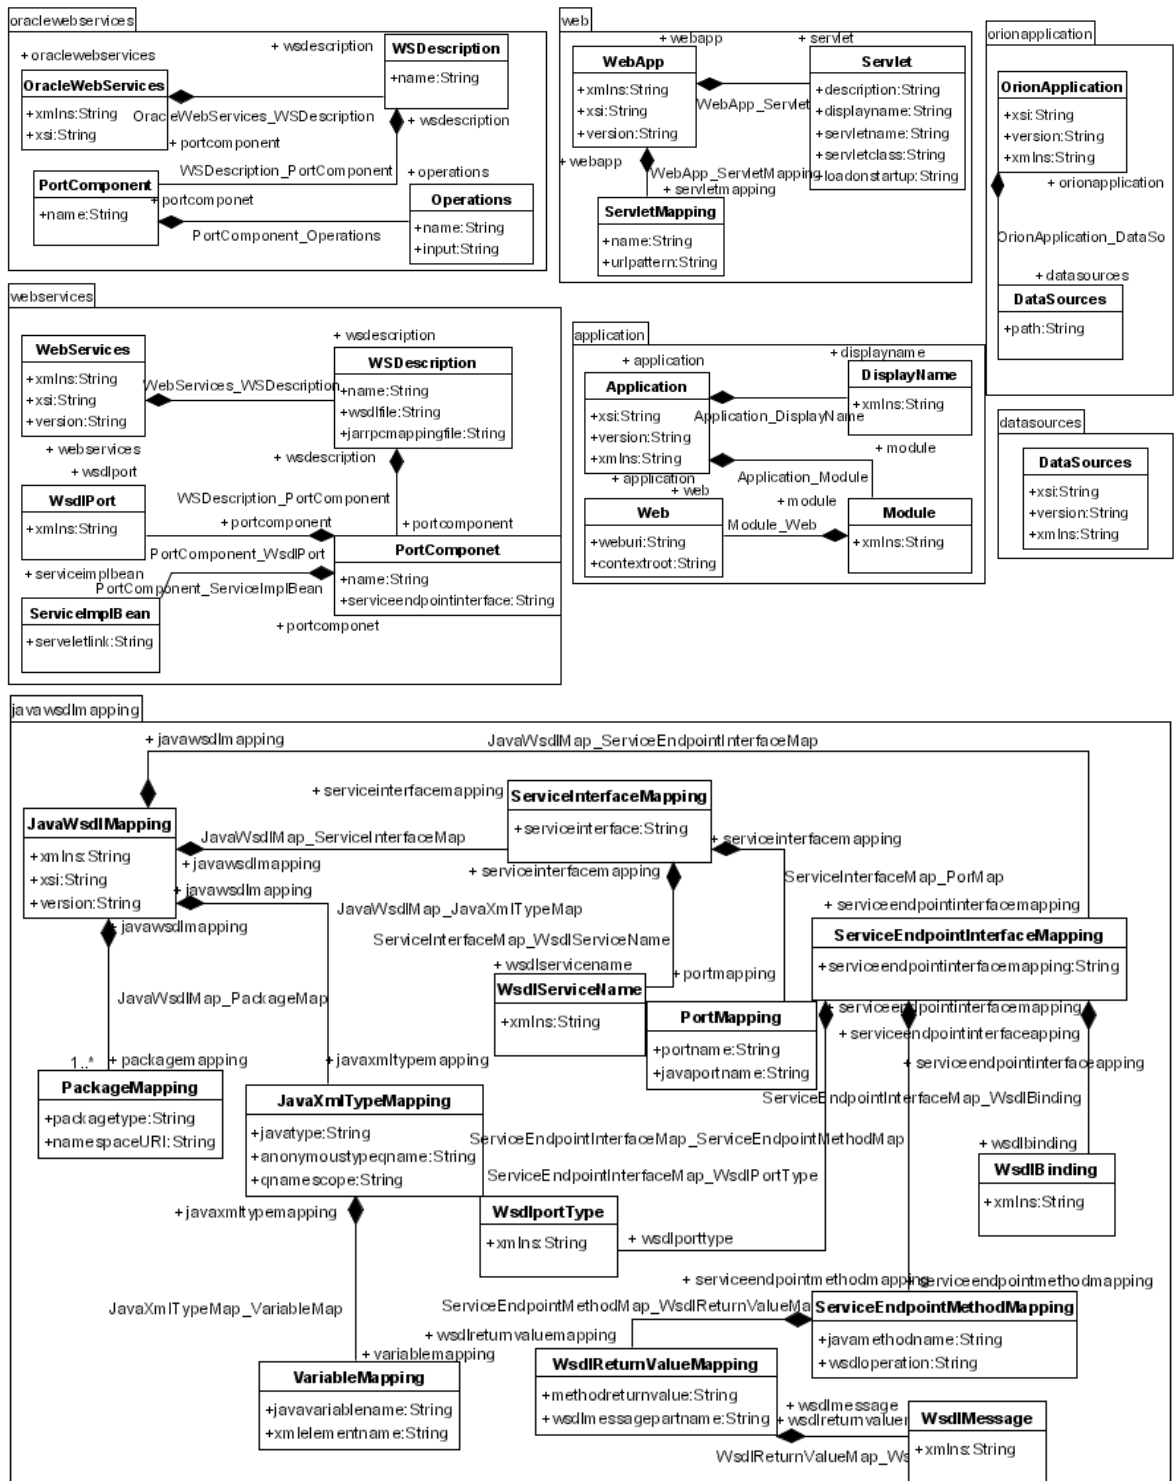 oraclewebservices
+ oraclewebservices
+ wsdescription
OracleWebServices
+xmlns:String
+xsi:String
WSDescription
+name:String
OracleWebServices_WSDescription
+ wsdescription
+ portcomponent
WSDescription_PortComponent
+ operations
PortComponent
+name:String
+ portcomponet
PortComponent_Operations
Operations
+name:String
+input:String
web
+ webapp
+ servlet
WebApp
+xmlns:String
+xsi:String
+version:String
WebApp_Servlet
Servlet
+description:String
+displayname:String
+servletname:String
+servletclass:String
+loadonstartup:String
+ webapp
WebApp_ServletMapping
+ servletmapping
ServletMapping
+name:String
+urlpattern:String
orionapplication
OrionApplication
+xsi:String
+version:String
+xmlns:String
+ orionapplication
OrionApplication_DataSo
+ datasources
DataSources
+path:String
webservices
+ wsdescription
WebServices
+xmlns:String
+xsi:String
+version:String
WebServices_WSDescription
WSDescription
+name:String
+wsdlfile:String
+jarrpcmappingfile:String
+ webservices
+ wsdescription
+ wsdlport
WsdlPort
+xmlns:String
WSDescription_PortComponent
+ portcomponent
+ portcomponent
PortComponent_WsdlPort
PortComponet
+name:String
+serviceendpointinterface:String
+ serviceimplbean
PortComponent_ServiceImplBean
ServiceImplBean
+serveletlink:String
+ portcomponet
application
+ application
+ displayname
Application
+xsi:String
+version:String
+xmlns:String
Application_DisplayName
DisplayName
+xmlns:String
+ module
+ application
Application_Module
+ web
+ module
Web
+weburi:String
+contextroot:String
Module_Web
Module
+xmlns:String
datasources
DataSources
+xsi:String
+version:String
+xmlns:String
javawsdlmapping
+ javawsdlmapping
JavaWsdlMap_ServiceEndpointInterfaceMap
+ serviceinterfacemapping
ServiceInterfaceMapping
+serviceinterface:String
JavaWsdlMapping
+xmlns:String
+xsi:String
+version:String
JavaWsdlMap_ServiceInterfaceMap
+ javawsdlmapping
+ serviceinterfacemapping
+ serviceinterfacemapping
ServiceInterfaceMap_PorMap
+ javawsdlmapping
JavaWsdlMap_JavaXmlTypeMap
+ serviceendpointinterfacemapping
+ javawsdlmapping
ServiceInterfaceMap_WsdlServiceName
ServiceEndpointInterfaceMapping
+serviceendpointinterfacemapping:String
+ wsdlservicename
+ portmapping
WsdlServiceName
+xmlns:String
JavaWsdlMap_PackageMap
PortMapping
+portname:String
+javaportname:String
+ serviceendpointinterfacemapping
+ serviceendpointinterfaceapping
+ serviceendpointinterfaceapping
1..*
+ packagemapping
+ javaxmltypemapping
PackageMapping
+packagetype:String
+namespaceURI:String
JavaXmlTypeMapping
+javatype:String
+anonymoustypeqname:String
+qnamescope:String
ServiceEndpointInterfaceMap_WsdlBinding
ServiceEndpointInterfaceMap_ServiceEndpointMethodMap
ServiceEndpointInterfaceMap_WsdlPortType
+ wsdlbinding
WsdlBinding
+xmlns:String
+ javaxmltypemapping
WsdlportType
+xmlns:String
+ wsdlporttype
+ serviceendpointmethodmapping
+ serviceendpointmethodmapping
JavaXmlTypeMap_VariableMap
ServiceEndpointMethodMap_WsdlReturnValueMa
ServiceEndpointMethodMapping
+javamethodname:String
+wsdloperation:String
+ wsdlreturnvaluemapping
+ variablemapping
VariableMapping
+javavariablename:String
+xmlelementname:String
WsdlReturnValueMapping
+methodreturnvalue:String
+wsdlmessagepartname:String
+ wsdlmessage
WsdlMessage
+xmlns:String